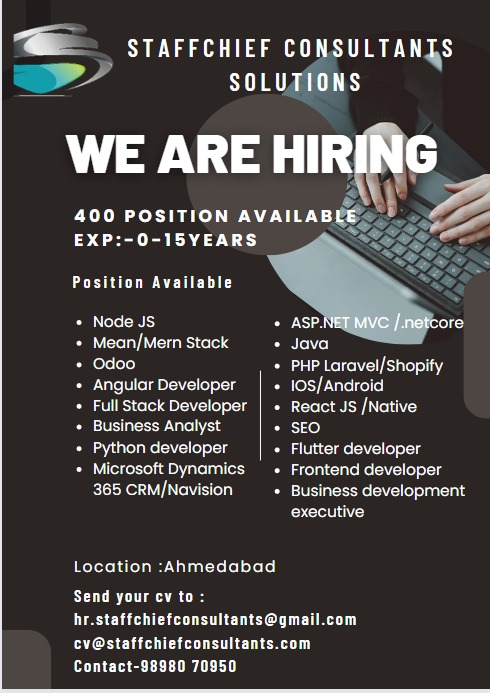 STAFFCHIEF CONSULTANTS
SOLUTIONS
WE ARE HIRING
400 POSITION AVAILABLE
EXP:-0-15YEARS
Position Available
• Node JS
• Mean/Mern Stack
• Odoo
• Angular Developer
• Full Stack Developer
• Business Analyst
• Python developer
• Microsoft Dynamics
365 CRM/Navision
• ASP.NET MVC /.netcore
• Java
• PHP Laravel/Shopify
• IOS/Android
• React JS /Native
• SEO
• Flutter developer
• Frontend developer
• Business development
executive
Location :Ahmedabad
Send your cv to :
hr.staffchiefconsultants@gmail.com
cv@staffchiefconsultants.com
Contact-98980 70950